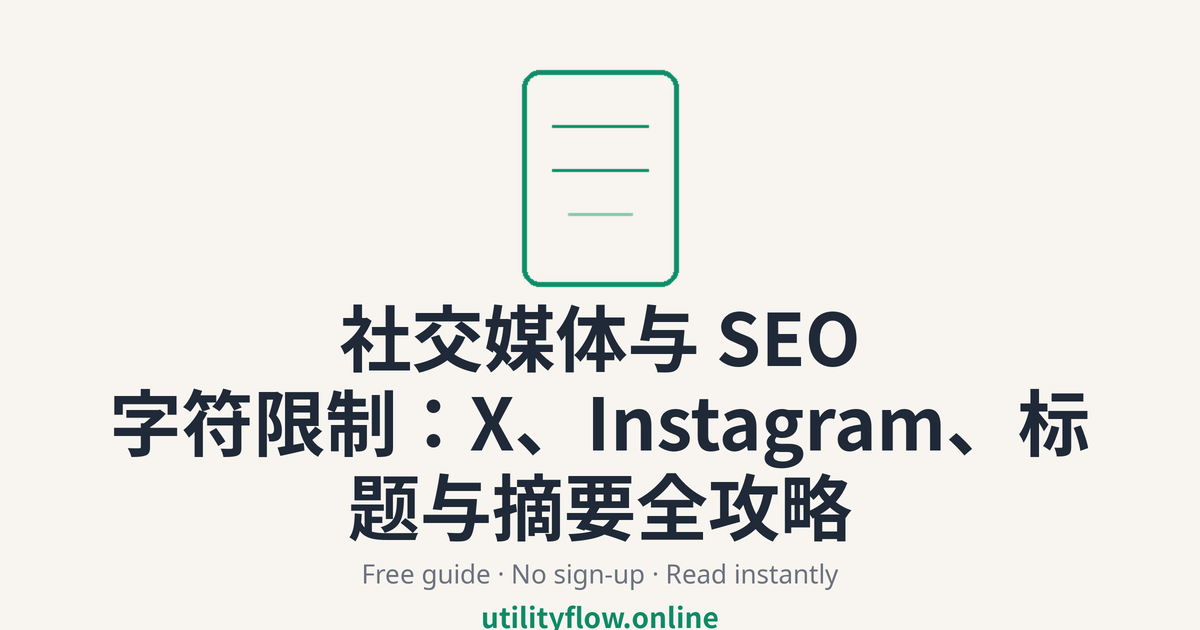 社交媒体与 SEO
字符限制：X、Instagram、标
题与摘要全攻略
Free guide · No sign-up · Read instantly
utilityflow.online